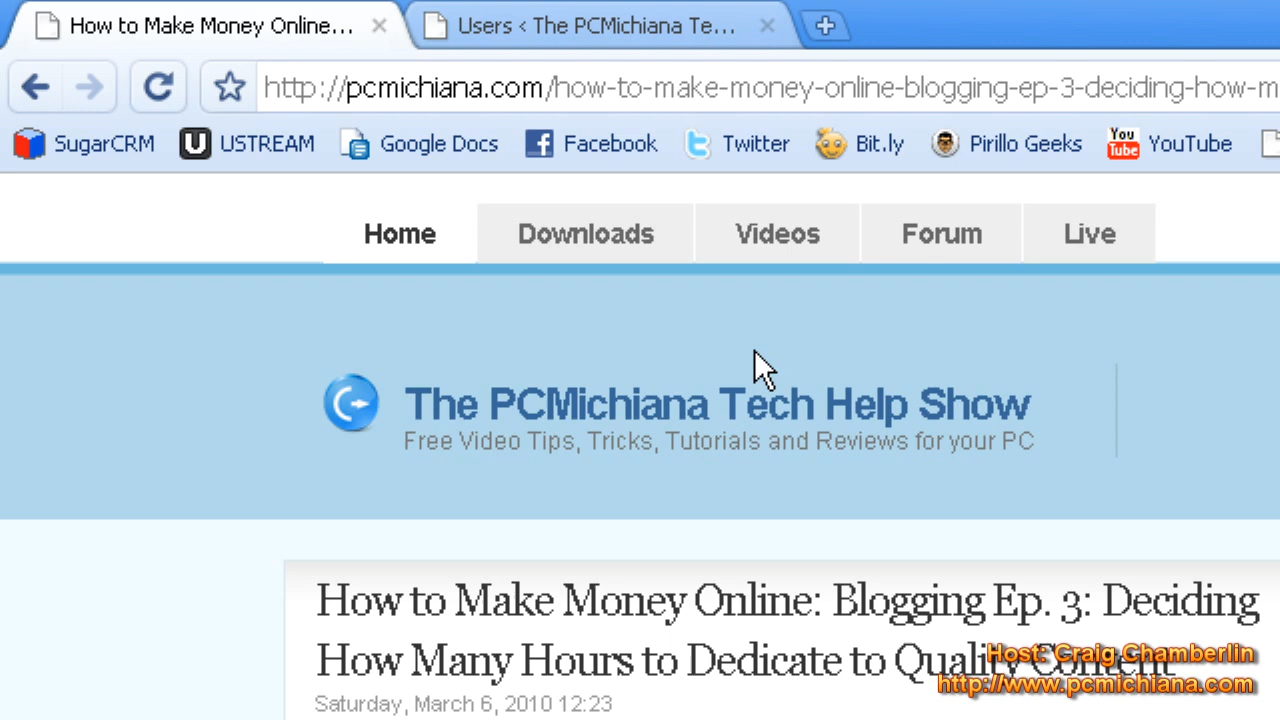 How to Make Money Online...
Users < The PCMichiana Te...
http://pcmichiana.com/how-to-make-money-online-blogging-ep-3-deciding-how-m
SugarCRM
U USTREAM
Google Docs
Facebook
Twitter
Bit.ly
Pirillo Geeks
You Tube YouTube
Home
Downloads
Videos
Forum
Live
The PCMichiana Tech Help Show
Free Video Tips, Tricks, Tutorials and Reviews for your PC
How to Make Money Online: Blogging Ep. 3: Deciding
How Many Hours to Dedicate to Quality Content
Host: Craig Chamberlin
http://www.pcmichiana.com
Saturday, March 6, 2010 12:23